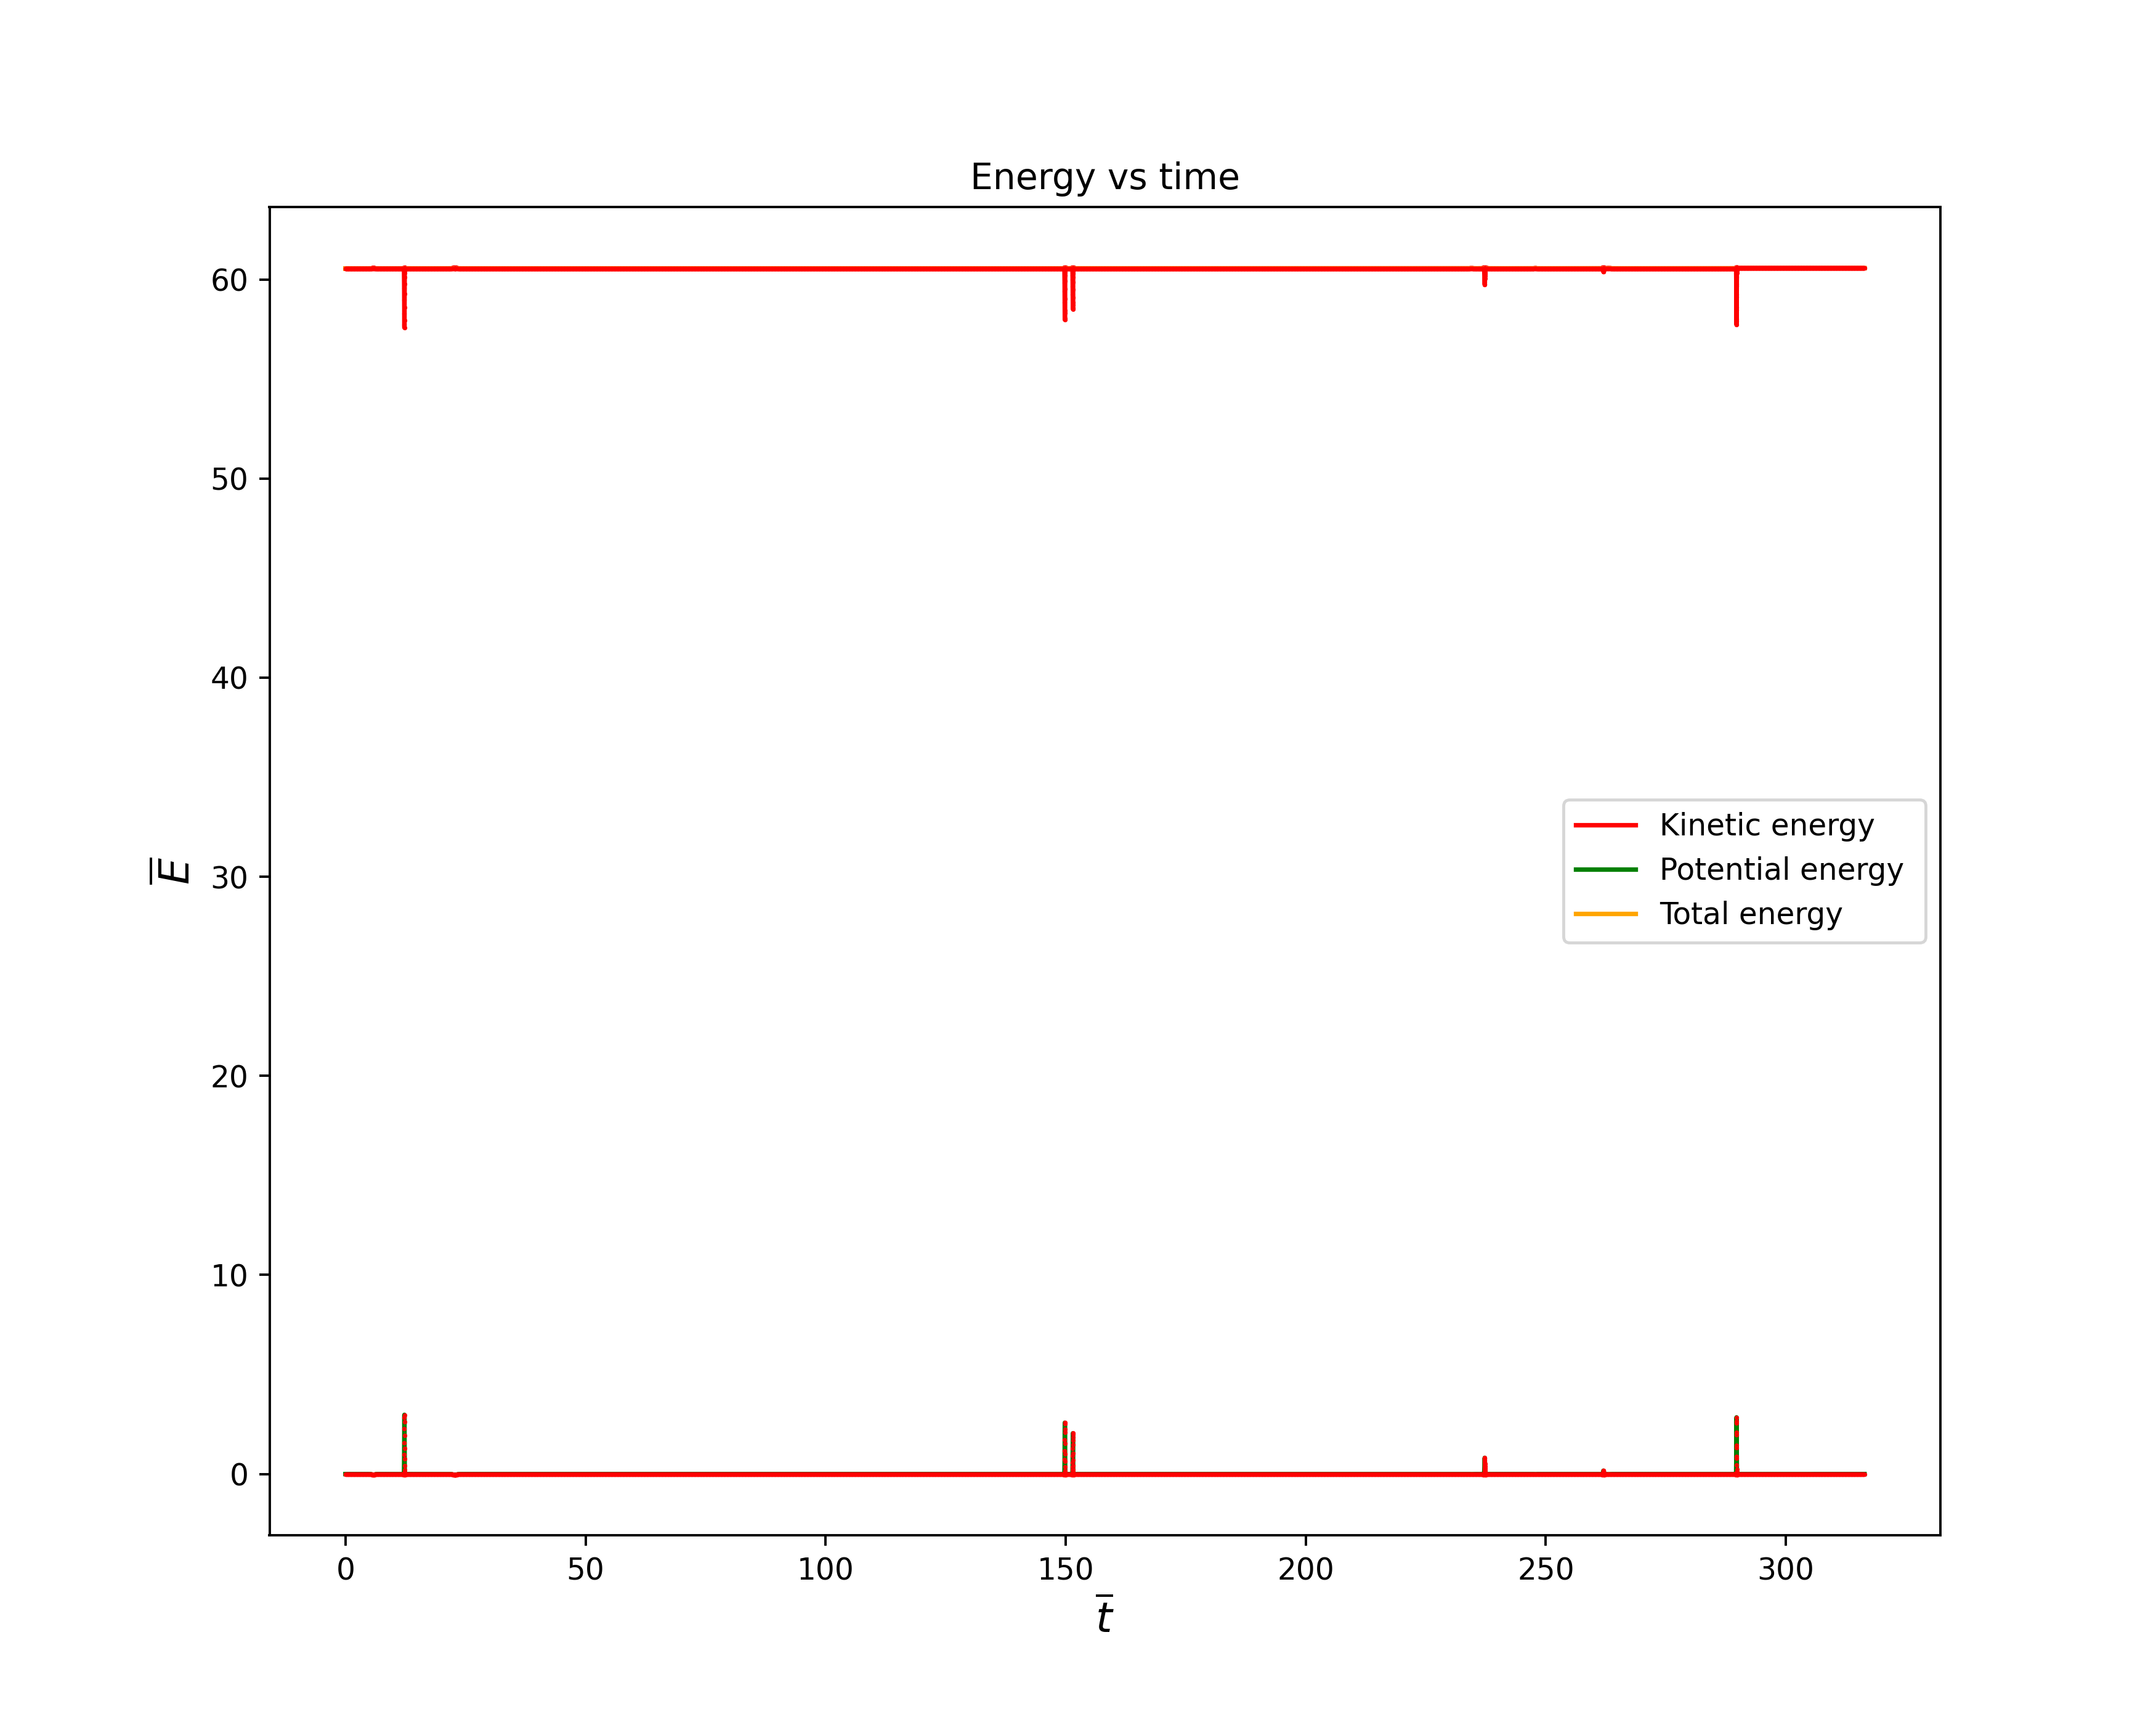 Energy vs time
60
50
40
30
20
10
0
E̅
Kinetic energy
Potential energy
Total energy
0 50 100 150 200 250 300
t̅